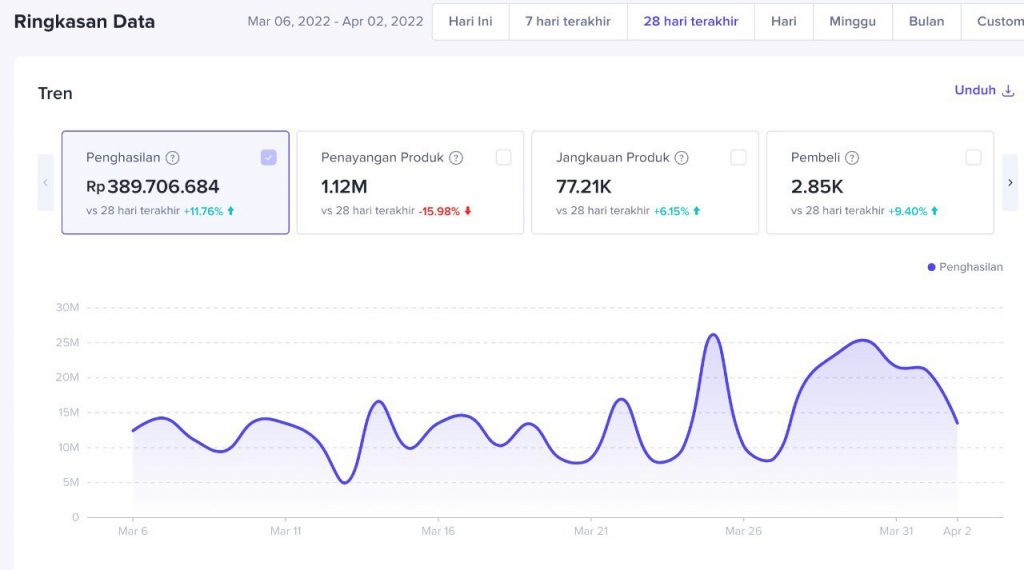 Ringkasan Data
Mar 06, 2022 - Apr 02, 2022
Hari Ini
7 hari terakhir
28 hari terakhir
Hari
Minggu
Bulan
Custom
Tren
Unduh
Penghasilan ?
Rp389.706.684
vs 28 hari terakhir +11.76%
Penayangan Produk ?
1.12M
vs 28 hari terakhir -15.98%
Jangkauan Produk ?
77.21K
vs 28 hari terakhir +6.15%
Pembeli ?
2.85K
vs 28 hari terakhir +9.40%
Penghasilan
30M
25M
20M
15M
10M
5M
0
Mar 6
Mar 11
Mar 16
Mar 21
Mar 26
Mar 31
Apr 2